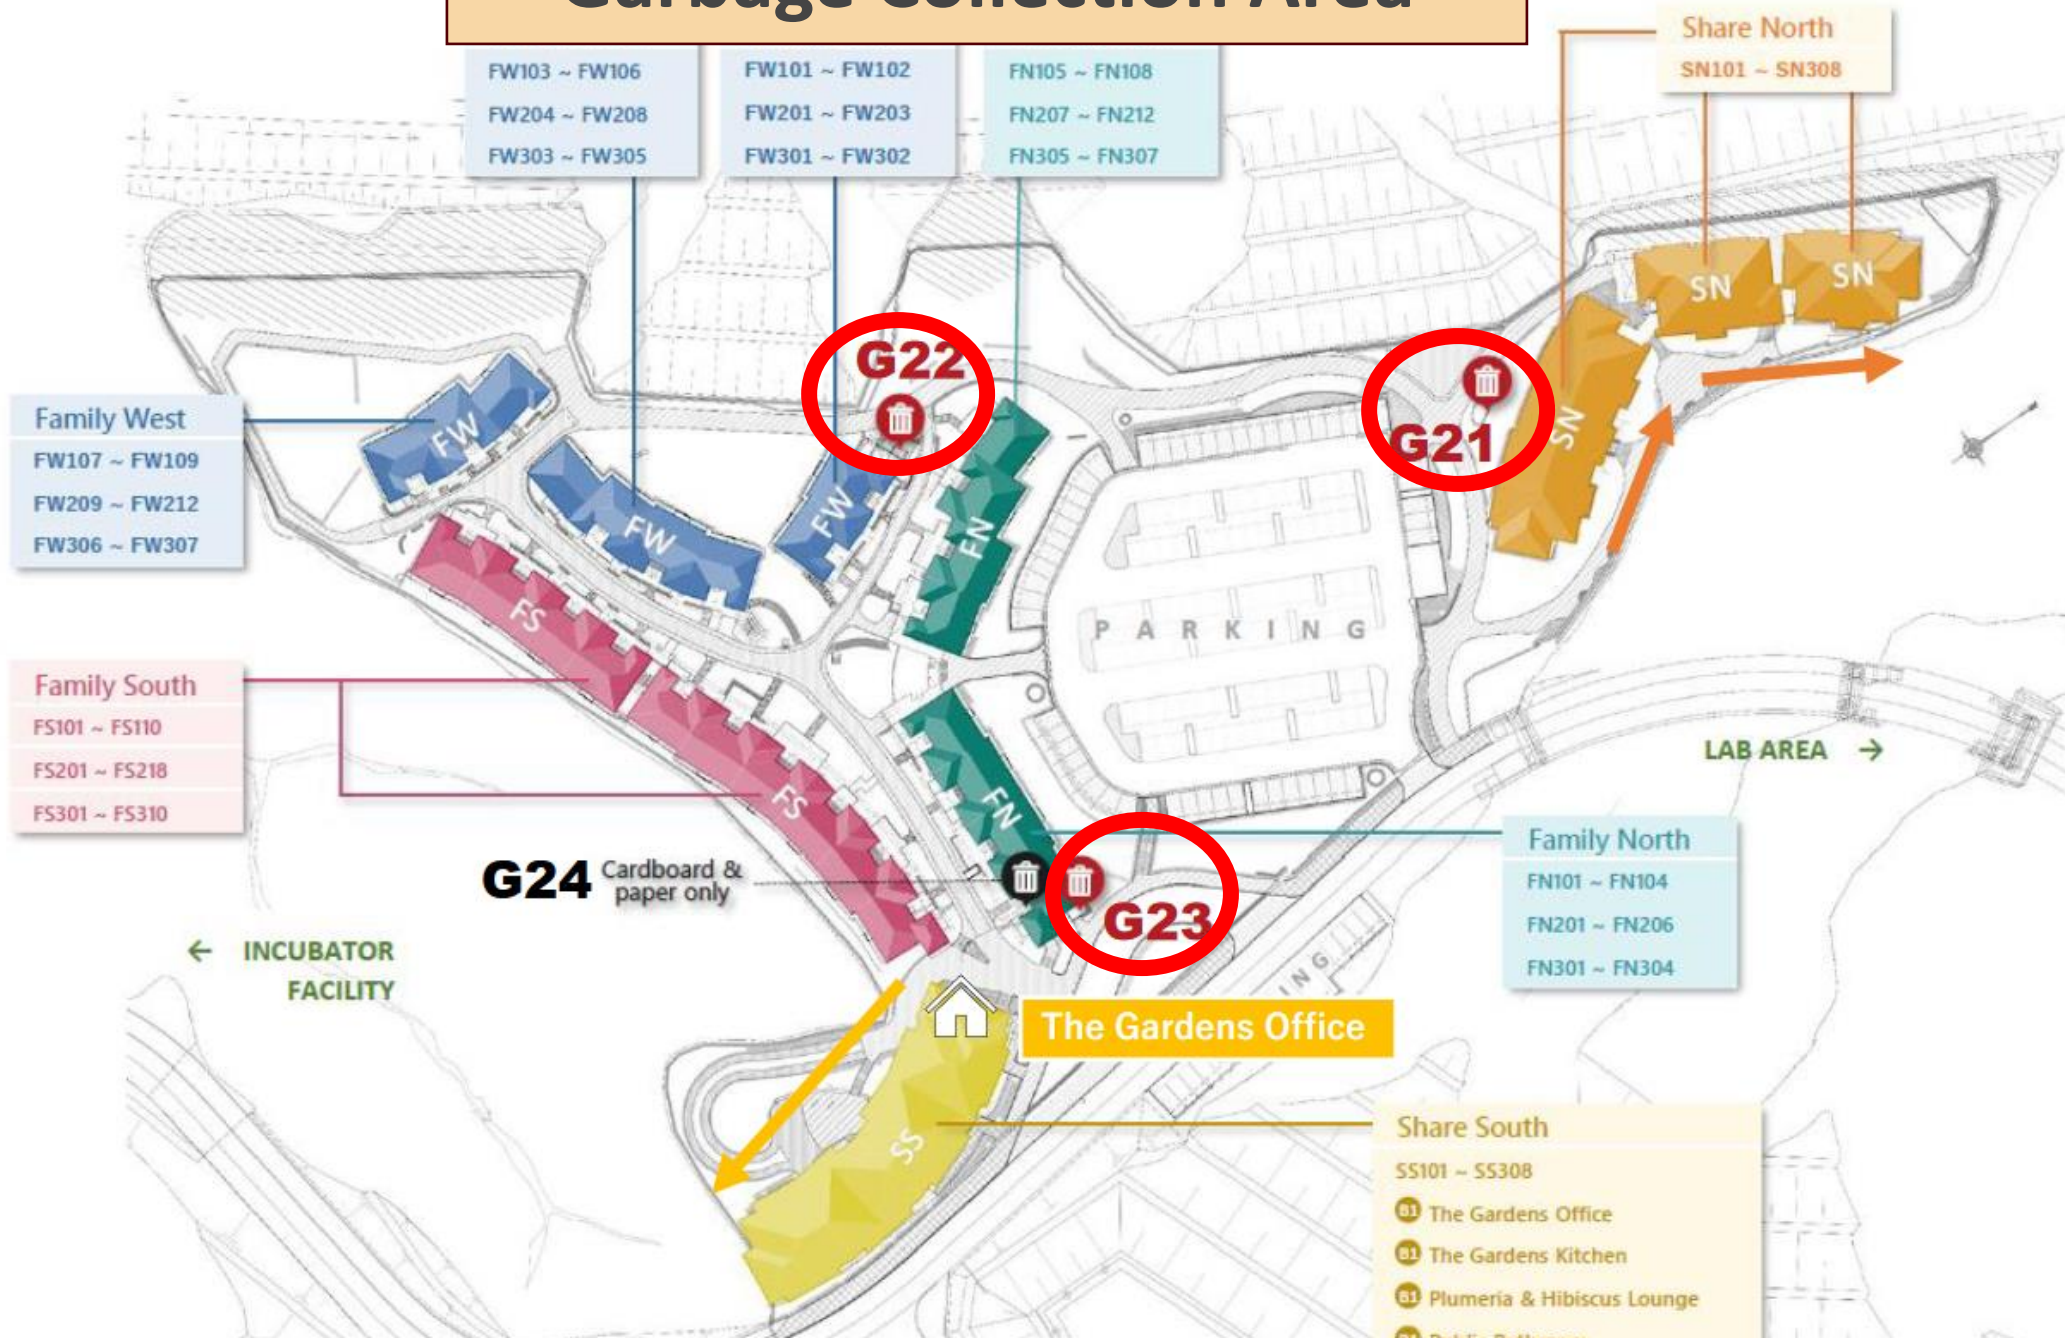 Garbage Collection Area
Share North
SN101 ~ SN308
FW103 ~ FW106
FW204 ~ FW208
FW303 ~ FW305
FW101 ~ FW102
FW201 ~ FW203
FW301 ~ FW302
FN105 ~ FN108
FN207 ~ FN212
FN305 ~ FN307
SN
SN
SN
G22
G21
Family West
FW107 ~ FW109
FW209 ~ FW212
FW306 ~ FW307
FW
FW
FW
FN
FS
PARKING
Family South
FS101 ~ FS110
FS201 ~ FS218
FS301 ~ FS310
FS
FN
LAB AREA →
Family North
FN101 ~ FN104
FN201 ~ FN206
FN301 ~ FN304
G24 Cardboard &
paper only
G23
← INCUBATOR
FACILITY
ING
The Gardens Office
SS
Share South
SS101 ~ SS308
B1 The Gardens Office
B1 The Gardens Kitchen
B1 Plumeria & Hibiscus Lounge